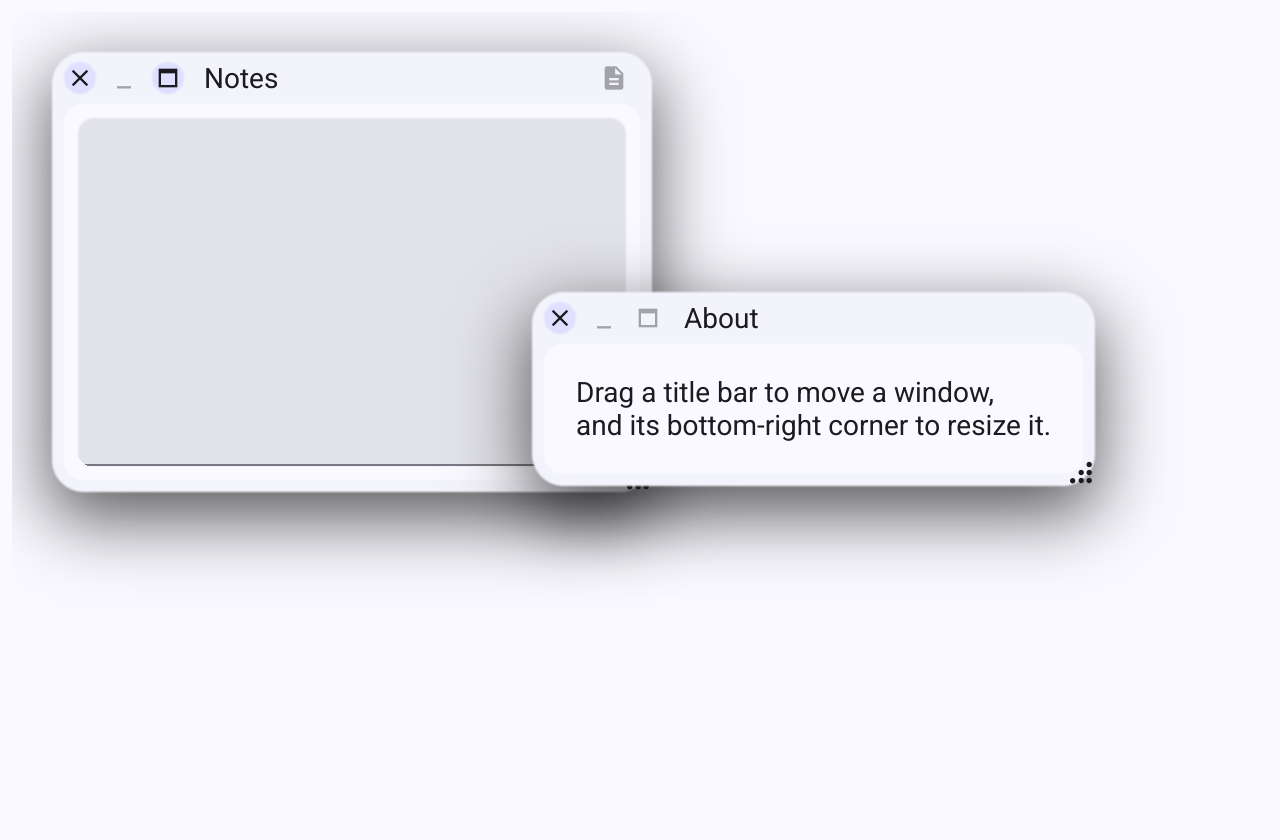 Notes
About
Drag a title bar to move a window,
and its bottom-right corner to resize it.